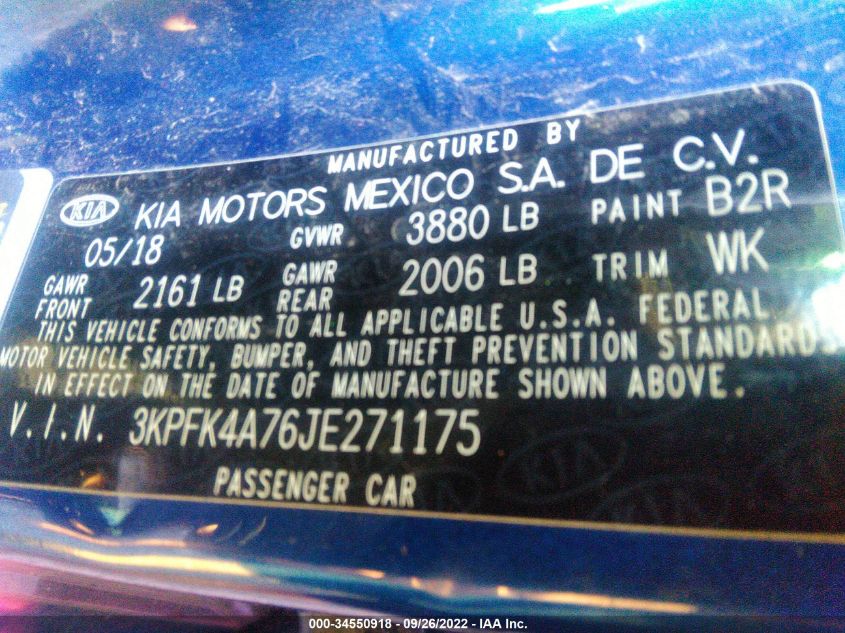 MANUFACTURED BY
KIA KIA MOTORS MEXICO S.A. DE C.V.
05/18 GVWR 3880 LB PAINT B2R
GAWR FRONT 2161 LB GAWR REAR 2006 LB TRIM WK
THIS VEHICLE CONFORMS TO ALL APPLICABLE U.S.A. FEDERAL
MOTOR VEHICLE SAFETY, BUMPER, AND THEFT PREVENTION STANDARDS
IN EFFECT ON THE DATE OF MANUFACTURE SHOWN ABOVE.
V.I.N. 3KPFK4A76JE271175
PASSENGER CAR
000-34550918 - 09/26/2022 - IAA Inc.